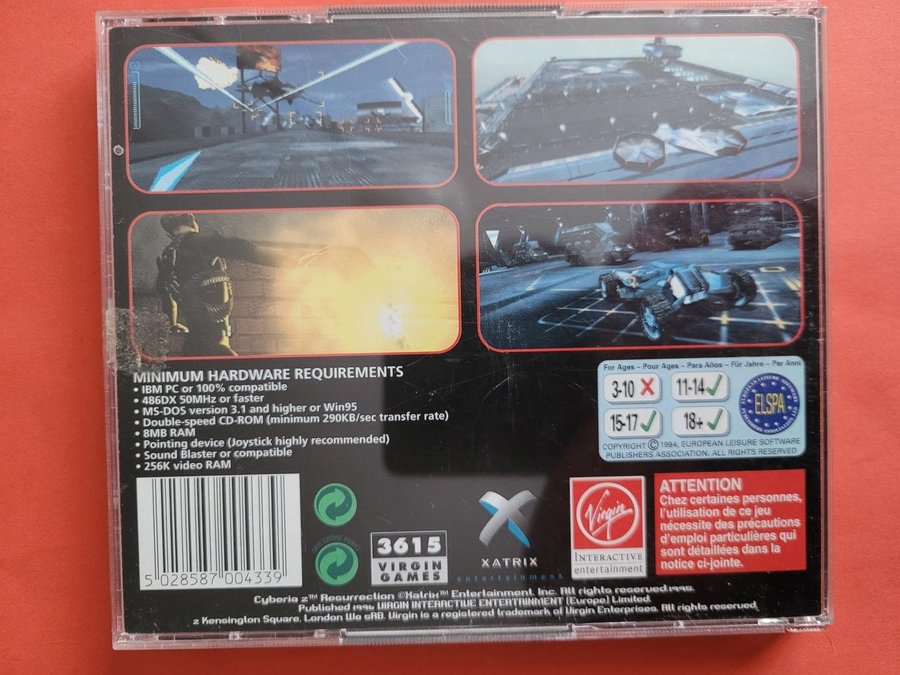 MINIMUM HARDWARE REQUIREMENTS
• IBM PC or 100% compatible
• 486DX 50MHz or faster
• MS-DOS version 3.1 and higher or Win95
• Double-speed CD-ROM (minimum 290KB/sec transfer rate)
• 8MB RAM
• Pointing device (Joystick highly recommended)
• Sound Blaster or compatible
• 256K video RAM
For Ages - Pour Ages - Para Años - Für Jahre - Per Anni
3-10 11-14
15-17 18+
EUROPEAN LEISURE SOFTWARE PUBLISHERS ASSOCIATION LTD
ELSPA
COPYRIGHT © 1994, EUROPEAN LEISURE SOFTWARE
PUBLISHERS ASSOCIATION. ALL RIGHTS RESERVED
5 028587 004339
3615
VIRGIN
GAMES
XATRIX
entertainment
Virgin
INTERACTIVE
entertainment
ATTENTION
Chez certaines personnes,
l'utilisation de ce jeu
nécessite des précautions
d'emploi particulières qui
sont détaillées dans la
notice ci-jointe.
Cyberia 2™ Resurrection ©Xatrix™ Entertainment, Inc. All rights reserved.1995.
Published 1996 VIRGIN INTERACTIVE ENTERTAINMENT (Europe) Limited.
2 Kensington Square, London W8 5RB. Virgin is a registered trademark of Virgin Enterprises. All rights reserved